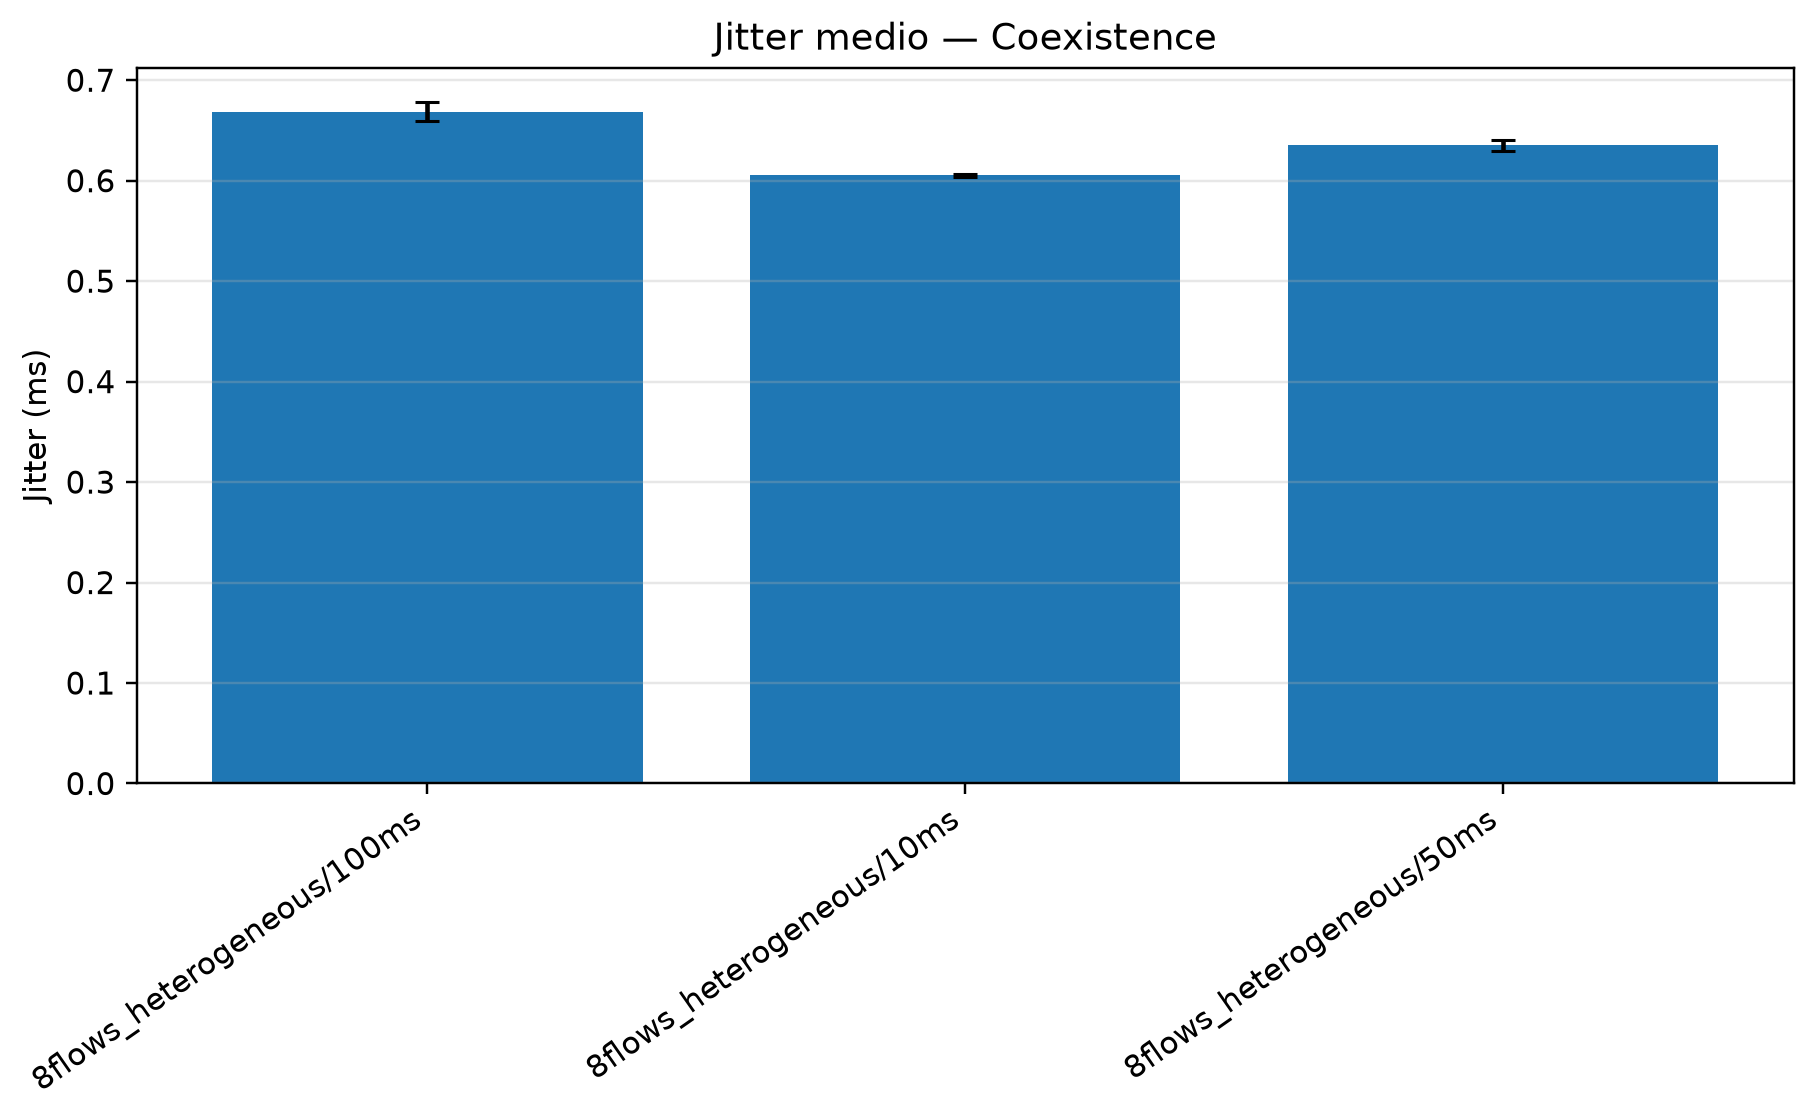 Jitter medio — Coexistence
Jitter (ms)
0.7
0.6
0.5
0.4
0.3
0.2
0.1
0.0
8flows_heterogeneous/100ms
8flows_heterogeneous/10ms
8flows_heterogeneous/50ms